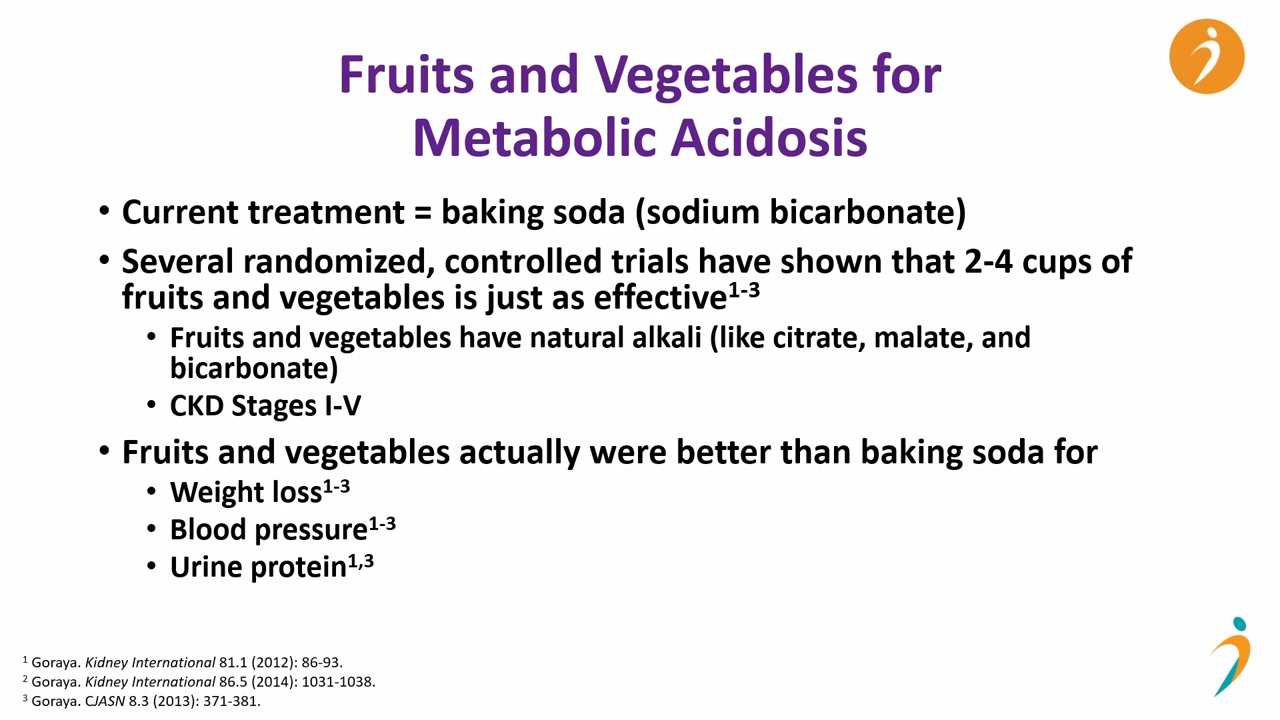 Fruits and Vegetables for
Metabolic Acidosis
• Current treatment = baking soda (sodium bicarbonate)
• Several randomized, controlled trials have shown that 2-4 cups of
fruits and vegetables is just as effective1-3
• Fruits and vegetables have natural alkali (like citrate, malate, and
bicarbonate)
• CKD Stages I-V
• Fruits and vegetables actually were better than baking soda for
• Weight loss1-3
• Blood pressure1-3
• Urine protein1,3
1 Goraya. Kidney International 81.1 (2012): 86-93.
2 Goraya. Kidney International 86.5 (2014): 1031-1038.
3 Goraya. CJASN 8.3 (2013): 371-381.